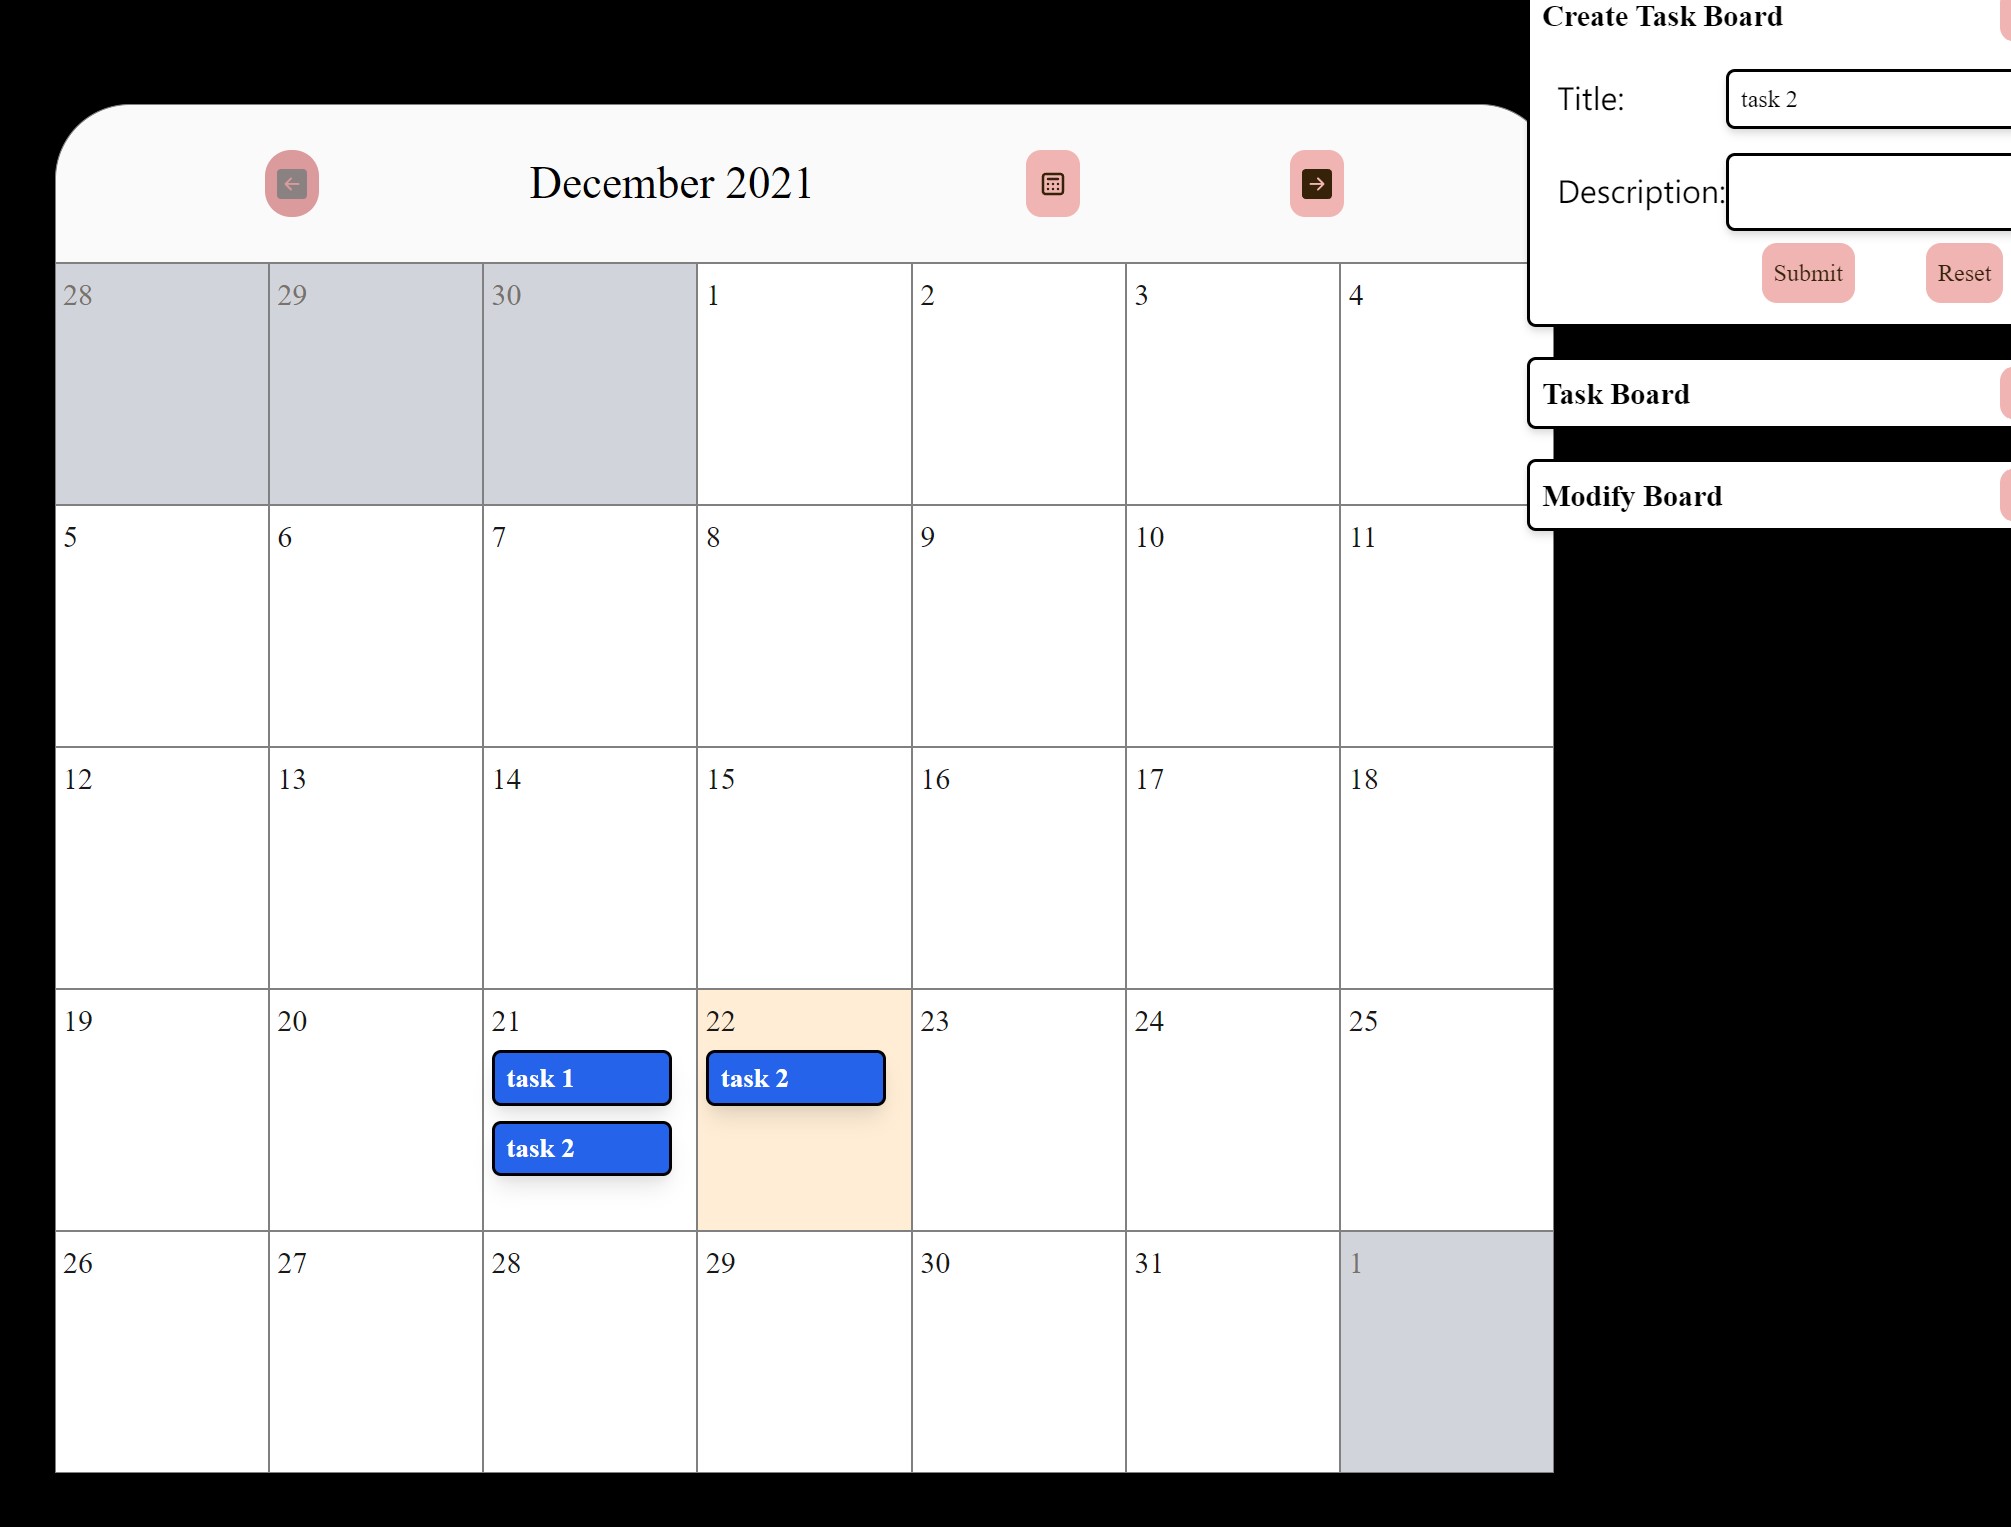 Create Task Board
Title:
task 2
Description:
Submit
Reset
Task Board
Modify Board
December 2021
28 29 30 1 2 3 4
5 6 7 8 9 10 11
12 13 14 15 16 17 18
19 20 21 22 23 24 25
task 1
task 2
task 2
26 27 28 29 30 31 1